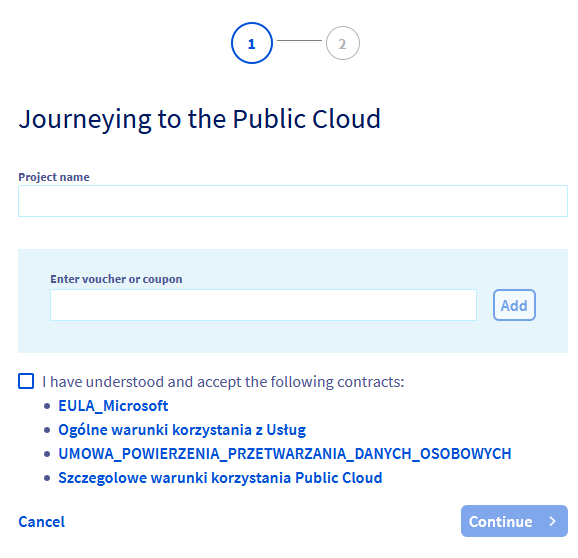 1
2
Journeying to the Public Cloud
Project name
Enter voucher or coupon
Add
I have understood and accept the following contracts:
EULA_Microsoft
Ogólne warunki korzystania z Usług
UMOWA_POWIERZENIA_PRZETWARZANIA_DANYCH_OSOBOWYCH
Szczegolowe warunki korzystania Public Cloud
Cancel
Continue